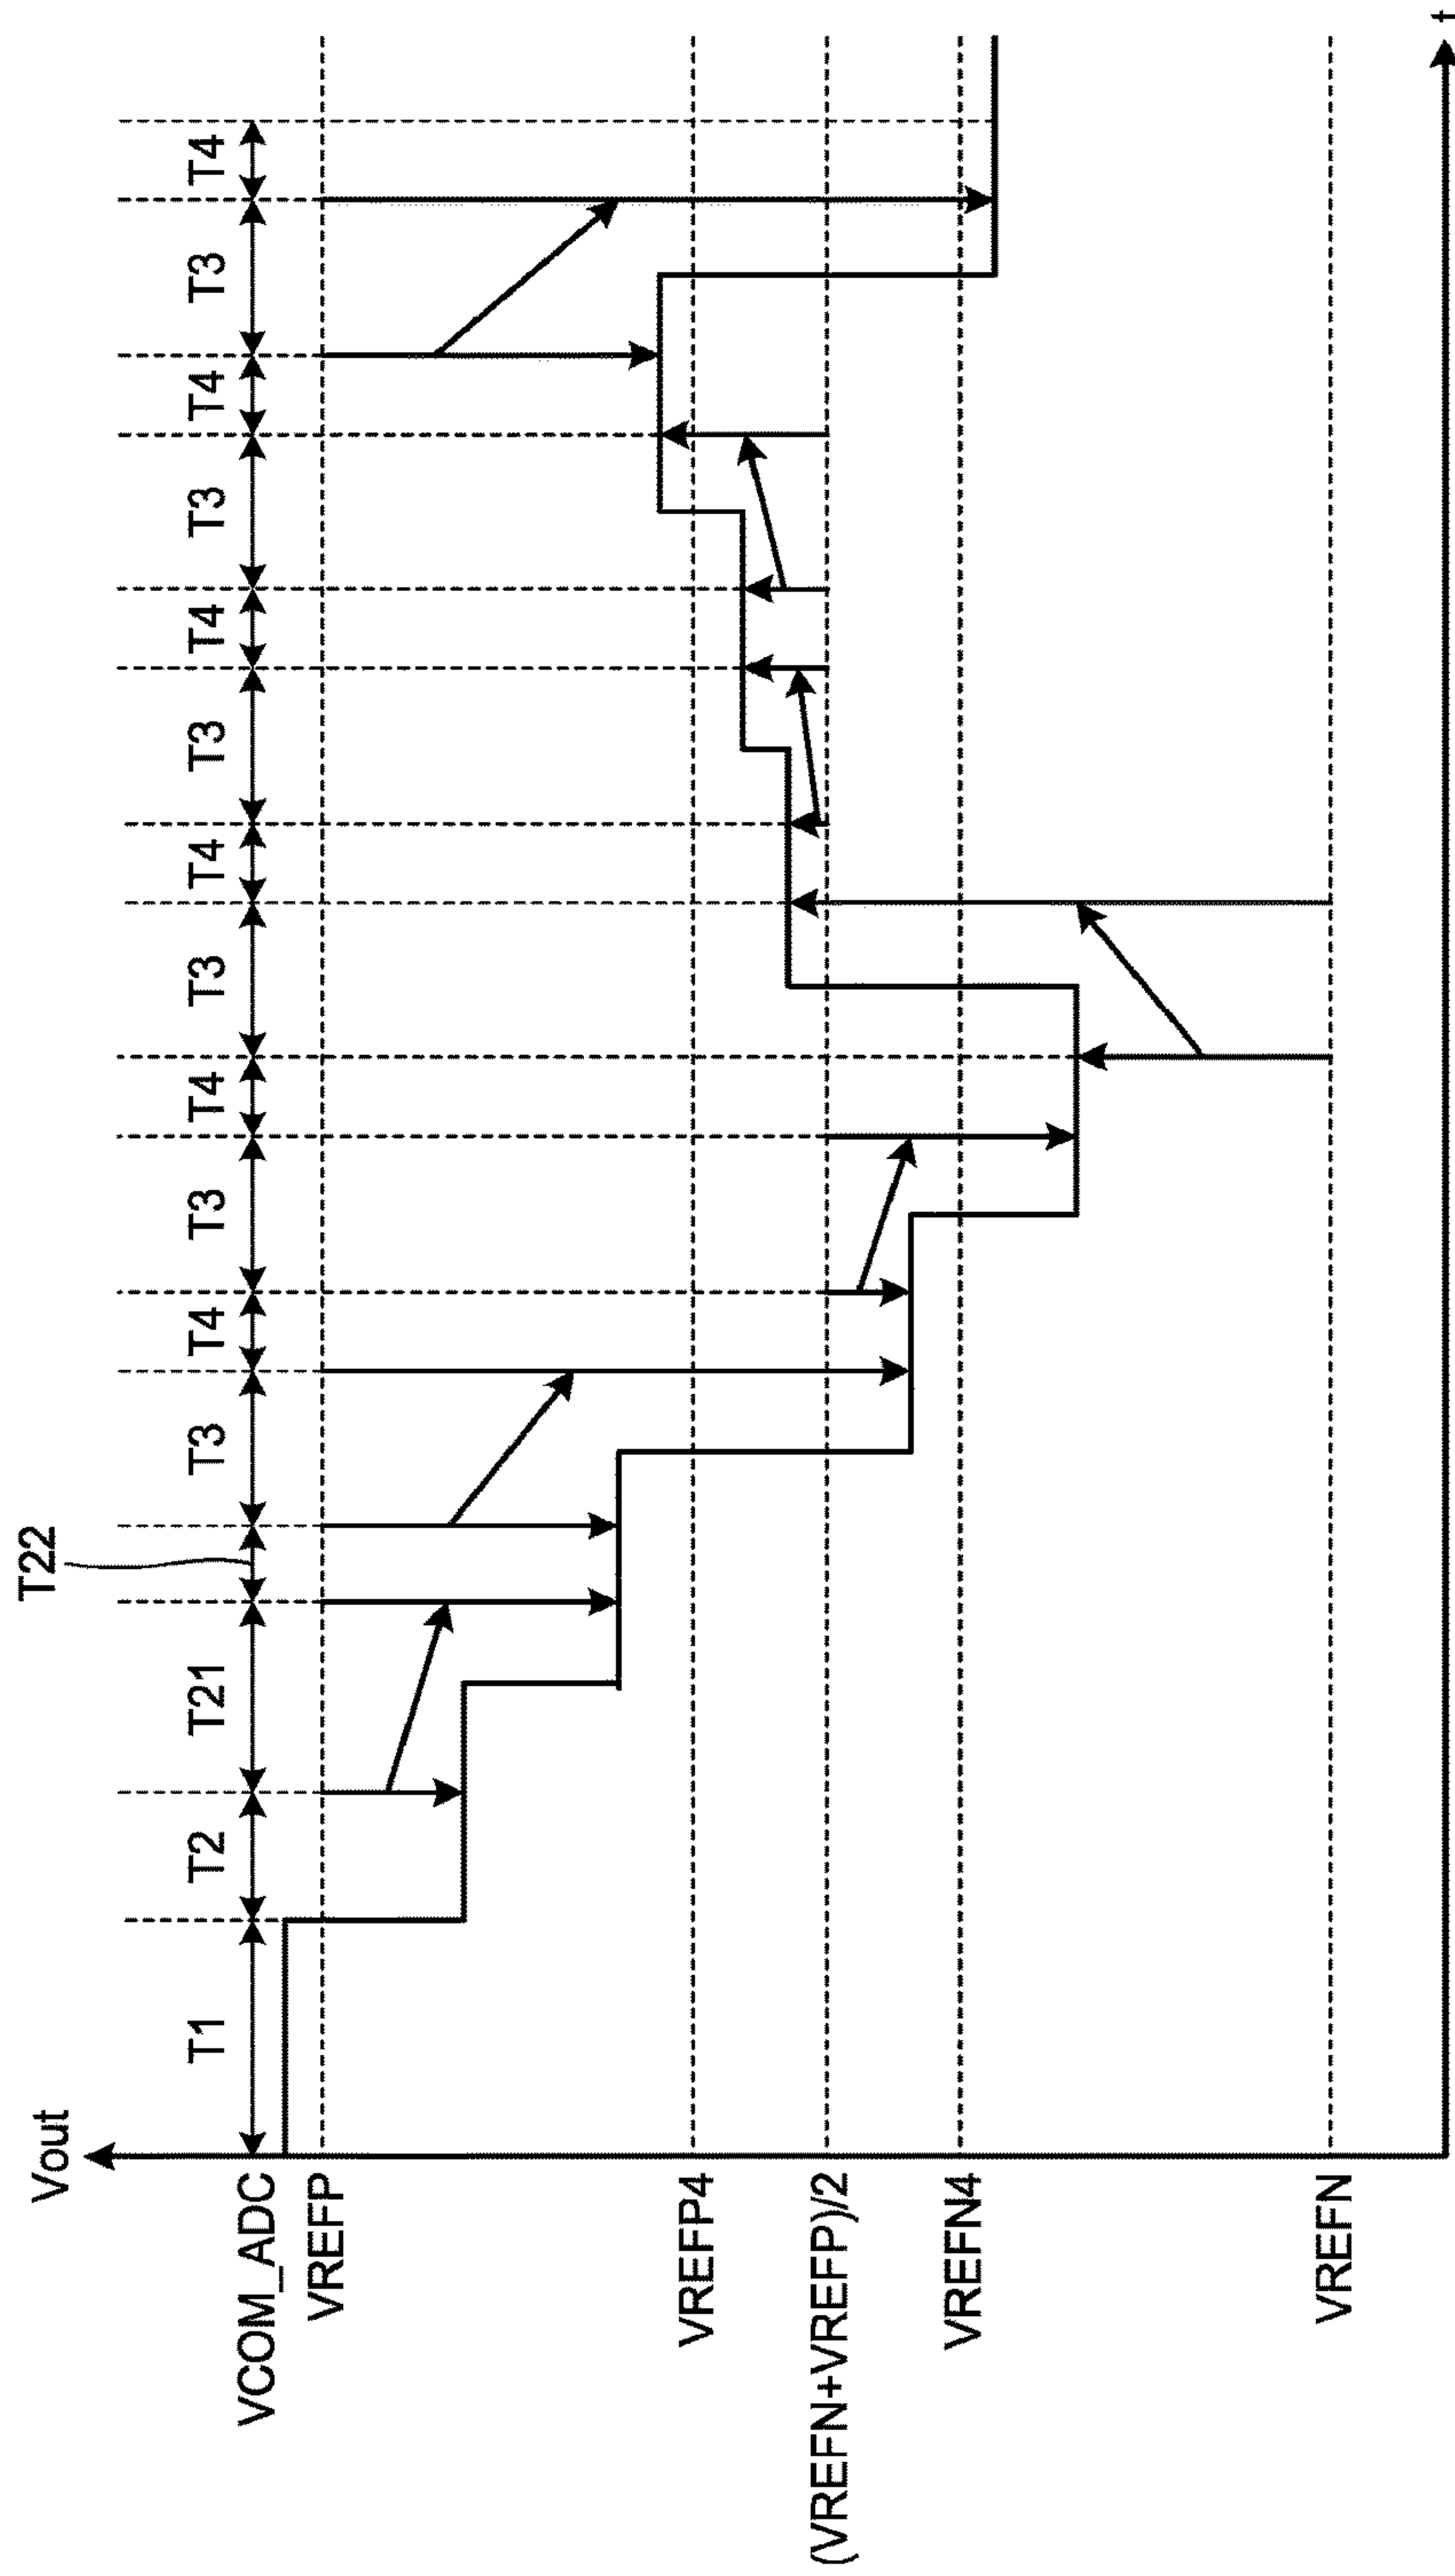 Vout
T22
T1
T2
T21
T3
T4
T3
T4
T3
T4
T3
T4
T3
T4
T3
T4
VCOM_ADC
VREFP
VREFP4
(VREFN+VREFP)/2
VREFN4
VREFN
t